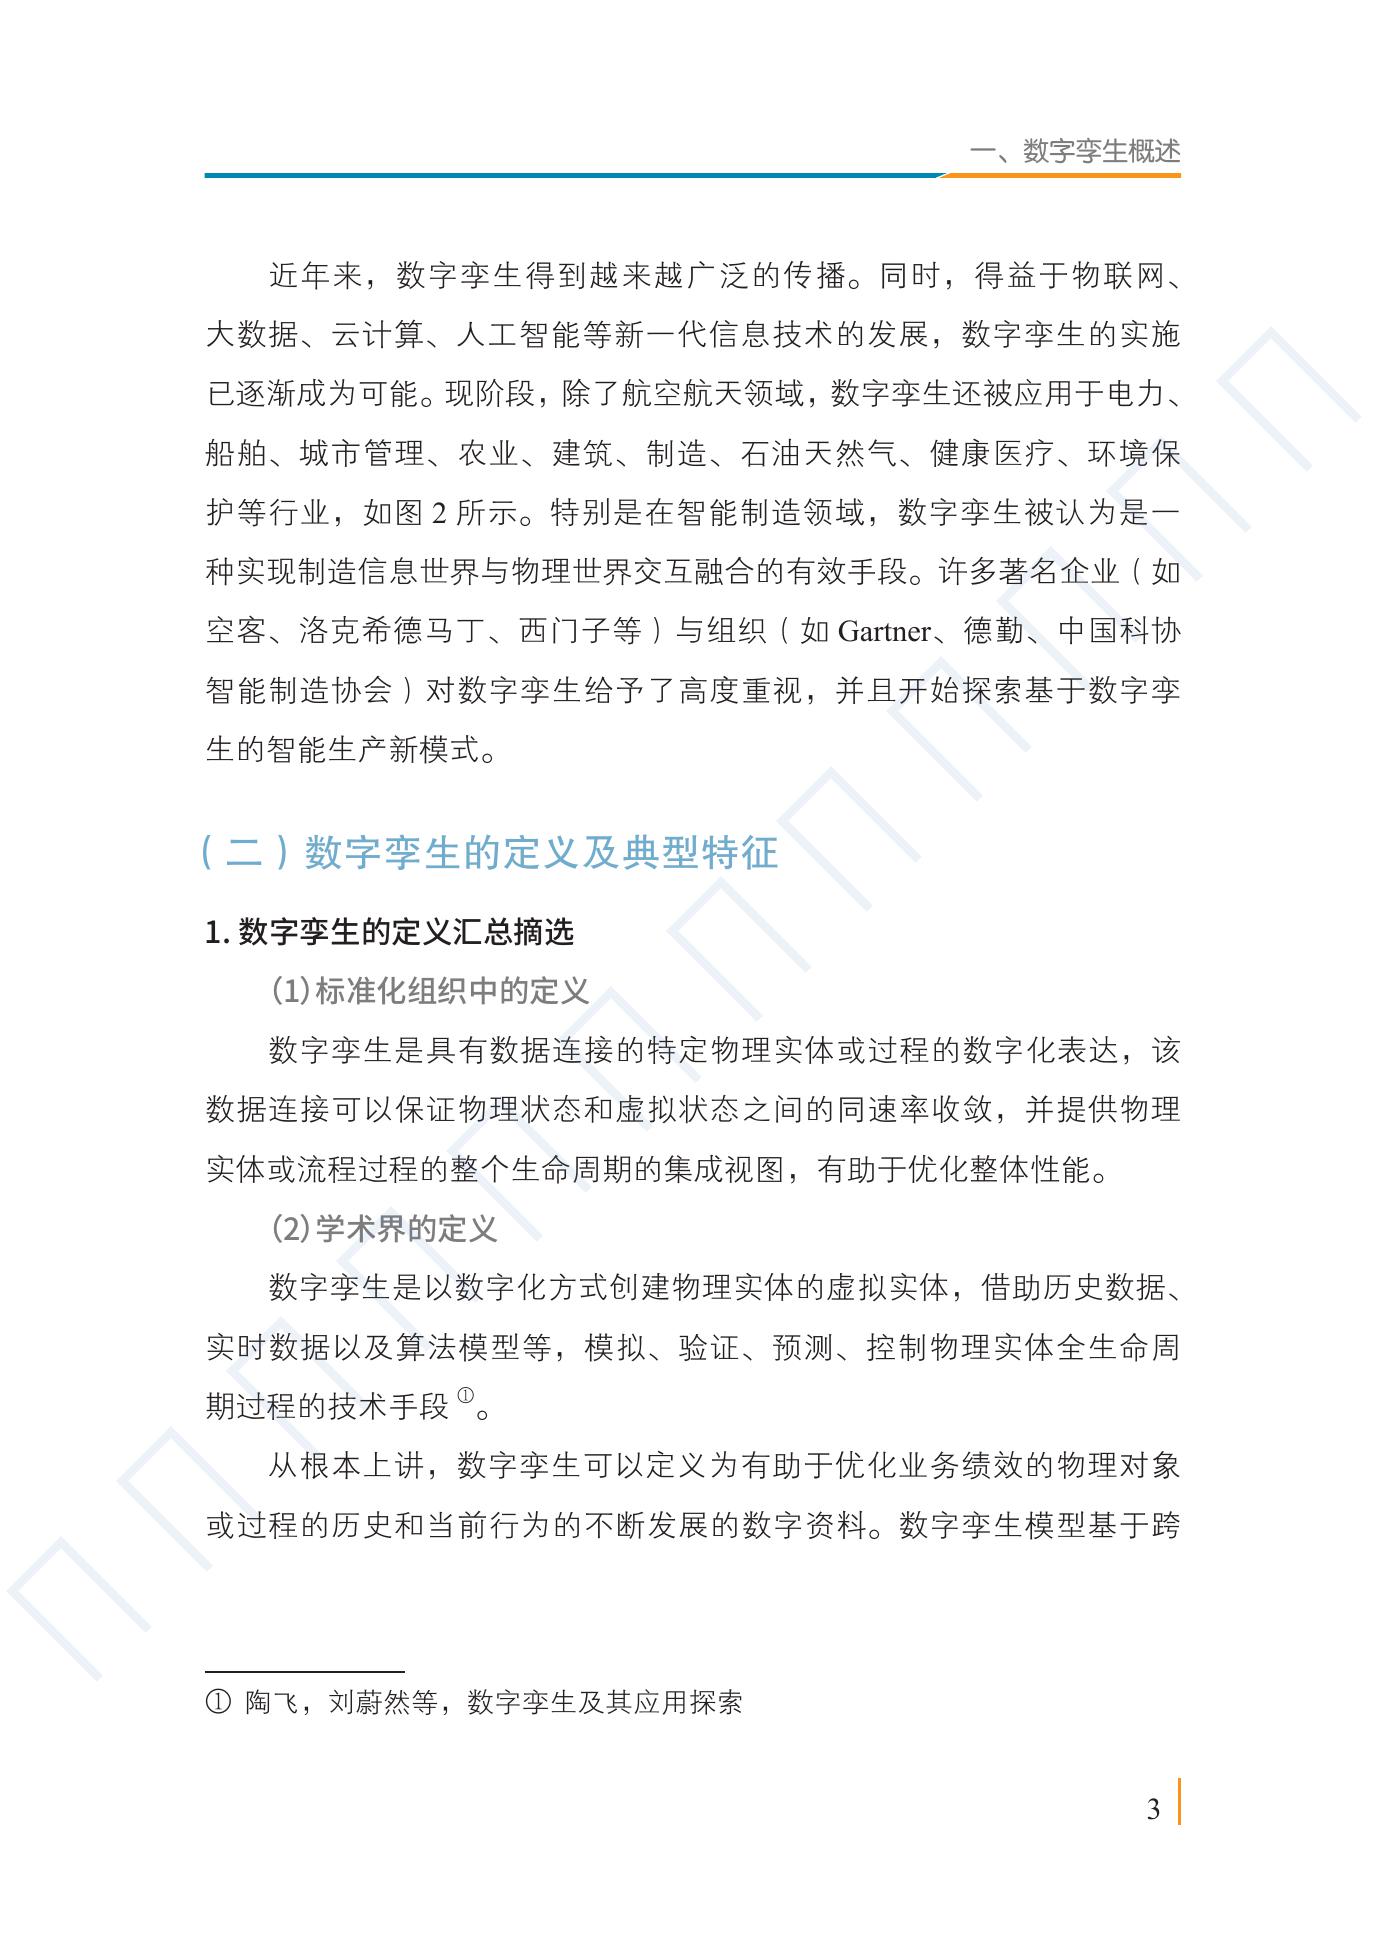 一、数字孪生概述
近年来，数字孪生得到越来越广泛的传播。同时，得益于物联网、
大数据、云计算、人工智能等新一代信息技术的发展，数字孪生的实施
已逐渐成为可能。现阶段，除了航空航天领域，数字孪生还被应用于电力、
船舶、城市管理、农业、建筑、制造、石油天然气、健康医疗、环境保
护等行业，如图 2 所示。特别是在智能制造领域，数字孪生被认为是一
种实现制造信息世界与物理世界交互融合的有效手段。许多著名企业（如
空客、洛克希德马丁、西门子等）与组织（如 Gartner、德勤、中国科协
智能制造协会）对数字孪生给予了高度重视，并且开始探索基于数字孪
生的智能生产新模式。
（二）数字孪生的定义及典型特征
1. 数字孪生的定义汇总摘选
（1）标准化组织中的定义
数字孪生是具有数据连接的特定物理实体或过程的数字化表达，该
数据连接可以保证物理状态和虚拟状态之间的同速率收敛，并提供物理
实体或流程过程的整个生命周期的集成视图，有助于优化整体性能。
（2）学术界的定义
数字孪生是以数字化方式创建物理实体的虚拟实体，借助历史数据、
实时数据以及算法模型等，模拟、验证、预测、控制物理实体全生命周
期过程的技术手段①。
从根本上讲，数字孪生可以定义为有助于优化业务绩效的物理对象
或过程的历史和当前行为的不断发展的数字资料。数字孪生模型基于跨
① 陶飞，刘蔚然等，数字孪生及其应用探索
3